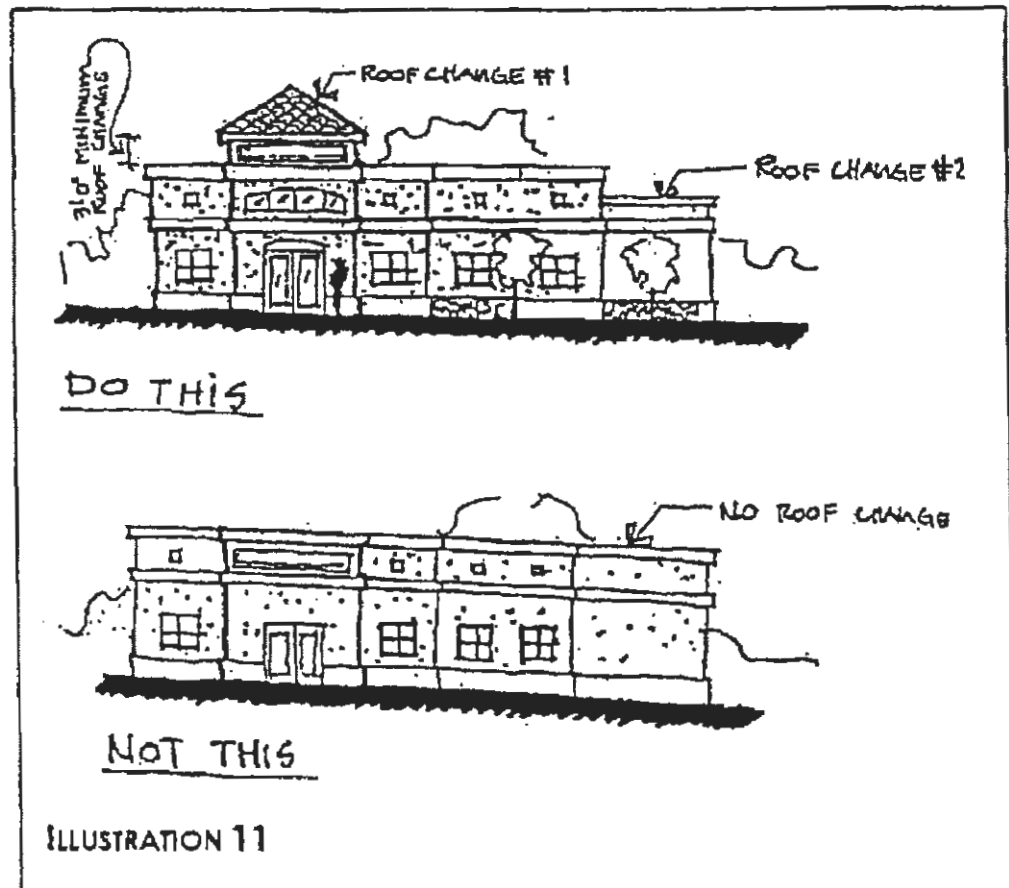 3'0" MINIMUM
ROOF CHANGE
ROOF CHANGE #1
ROOF CHANGE #2
DO THIS
NO ROOF CHANGE
NOT THIS
ILLUSTRATION 11